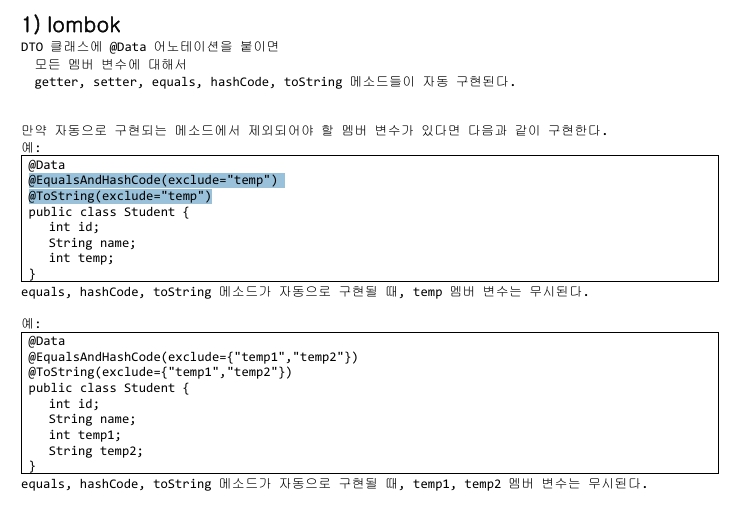 1) lombok
DTO 클래스에 @Data 어노테이션을 붙이면
모든 멤버 변수에 대해서
getter, setter, equals, hashCode, toString 메소드들이 자동 구현된다.
만약 자동으로 구현되는 메소드에서 제외되어야 할 멤버 변수가 있다면 다음과 같이 구현한다.
예:
@Data
@EqualsAndHashCode(exclude="temp")
@ToString(exclude="temp")
public class Student {
int id;
String name;
int temp;
}
equals, hashCode, toString 메소드가 자동으로 구현될 때, temp 멤버 변수는 무시된다.
예:
@Data
@EqualsAndHashCode(exclude={"temp1","temp2"})
@ToString(exclude={"temp1","temp2"})
public class Student {
int id;
String name;
int temp1;
String temp2;
}
equals, hashCode, toString 메소드가 자동으로 구현될 때, temp1, temp2 멤버 변수는 무시된다.